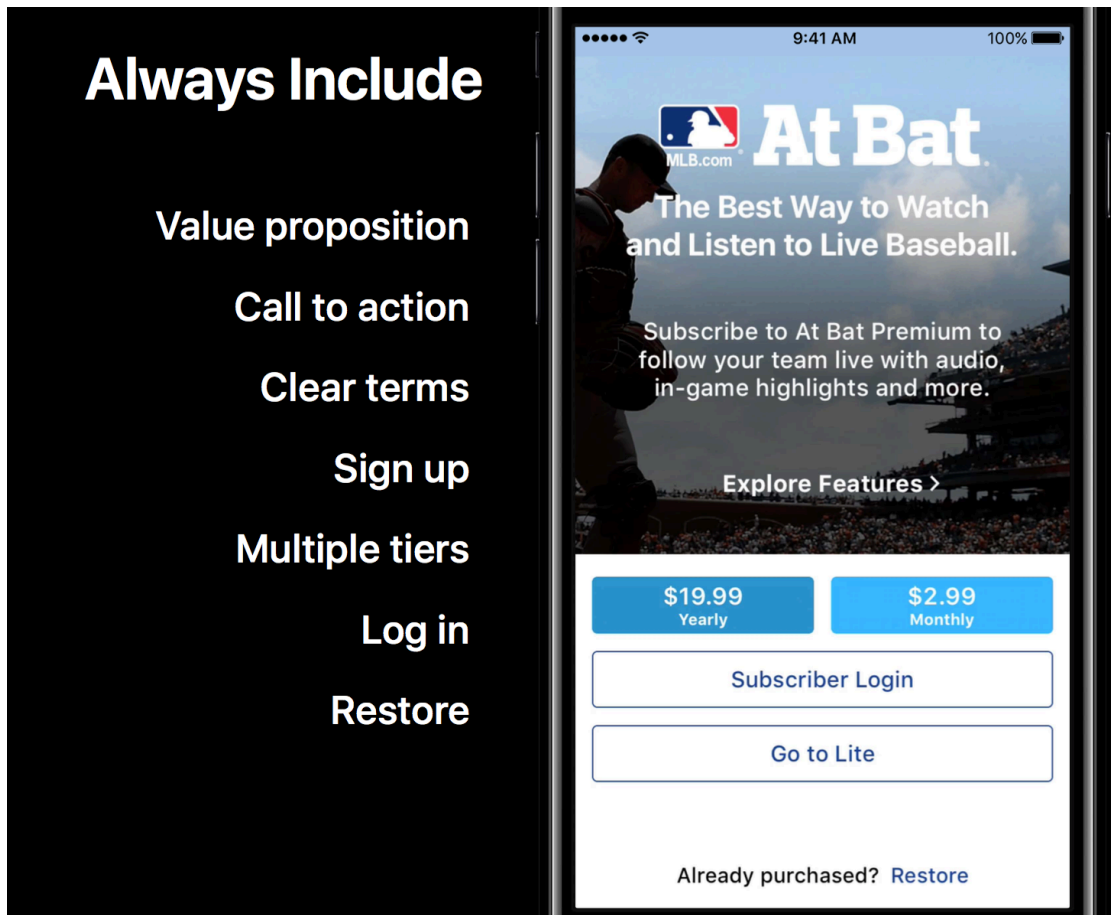 Always Include
Value proposition
Call to action
Clear terms
Sign up
Multiple tiers
Log in
Restore
9:41 AM
100%
MLB.com
At Bat.
The Best Way to Watch
and Listen to Live Baseball.
Subscribe to At Bat Premium to
follow your team live with audio,
in-game highlights and more.
Explore Features >
$19.99
Yearly
$2.99
Monthly
Subscriber Login
Go to Lite
Already purchased? Restore